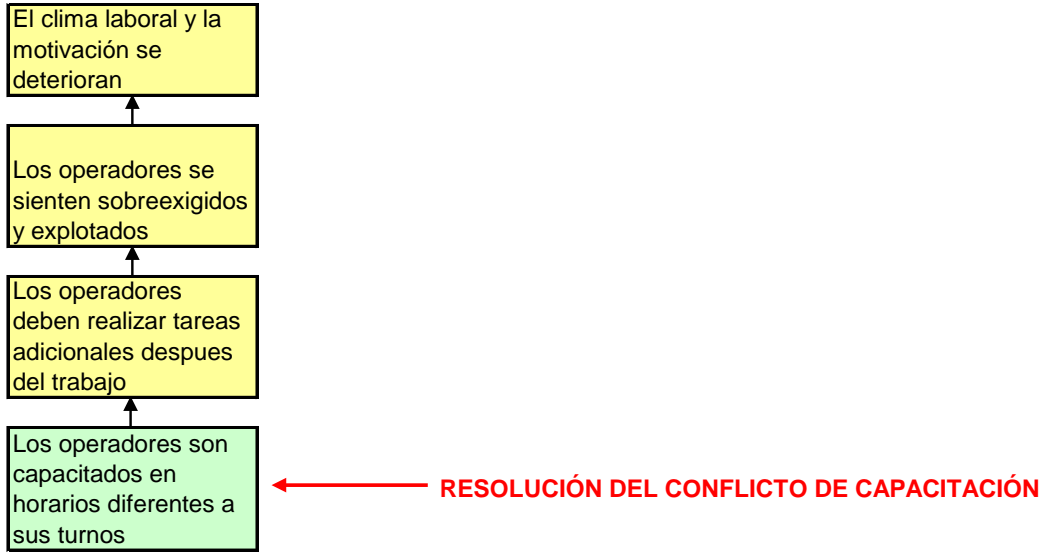 El clima laboral y la
motivación se
deterioran
Los operadores se
sienten sobreexigidos
y explotados
Los operadores
deben realizar tareas
adicionales despues
del trabajo
Los operadores son
capacitados en
horarios diferentes a
sus turnos
RESOLUCIÓN DEL CONFLICTO DE CAPACITACIÓN